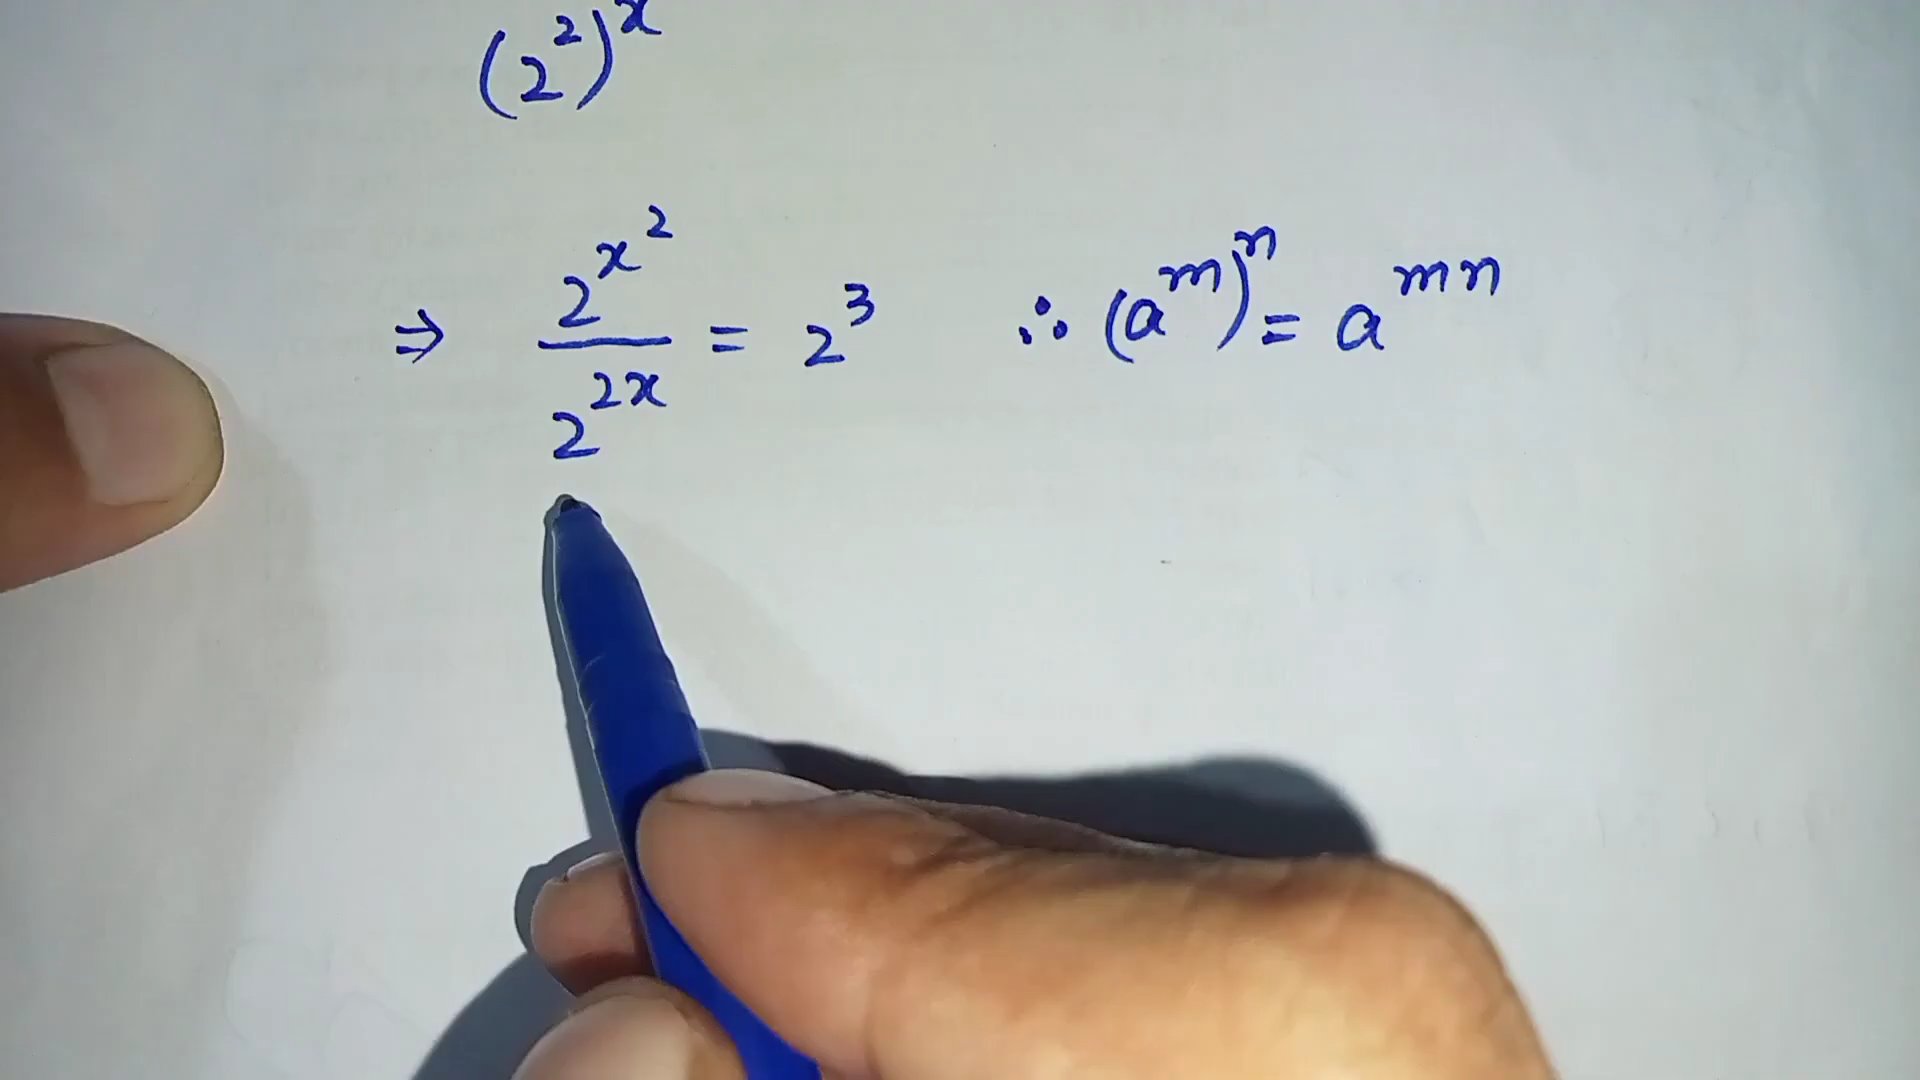 (2²)ˣ
⇒ 2^x² / 2^2x = 2³ ∴ (a^m)^n = a^mn